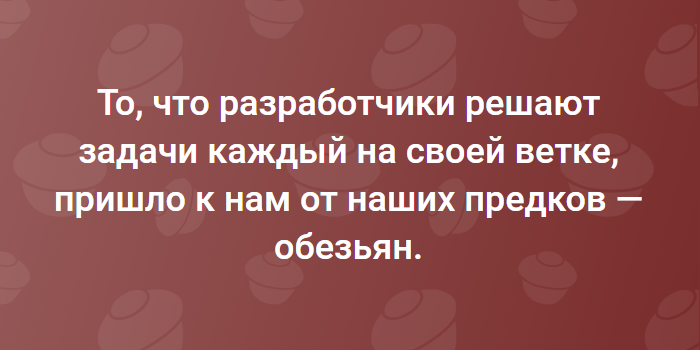 То, что разработчики решают
задачи каждый на своей ветке,
пришло к нам от наших предков —
обезьян.